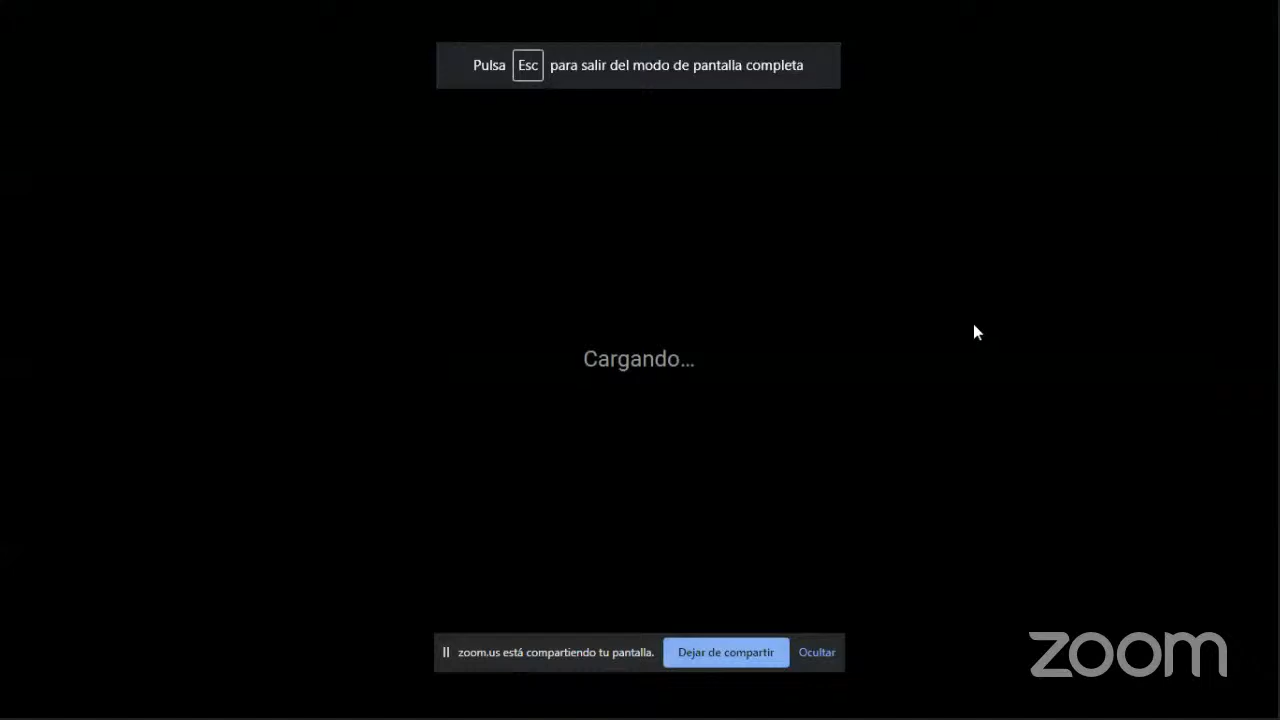 Pulsa Esc para salir del modo de pantalla completa
Cargando...
zoom.us está compartiendo tu pantalla. Dejar de compartir Ocultar
zoom